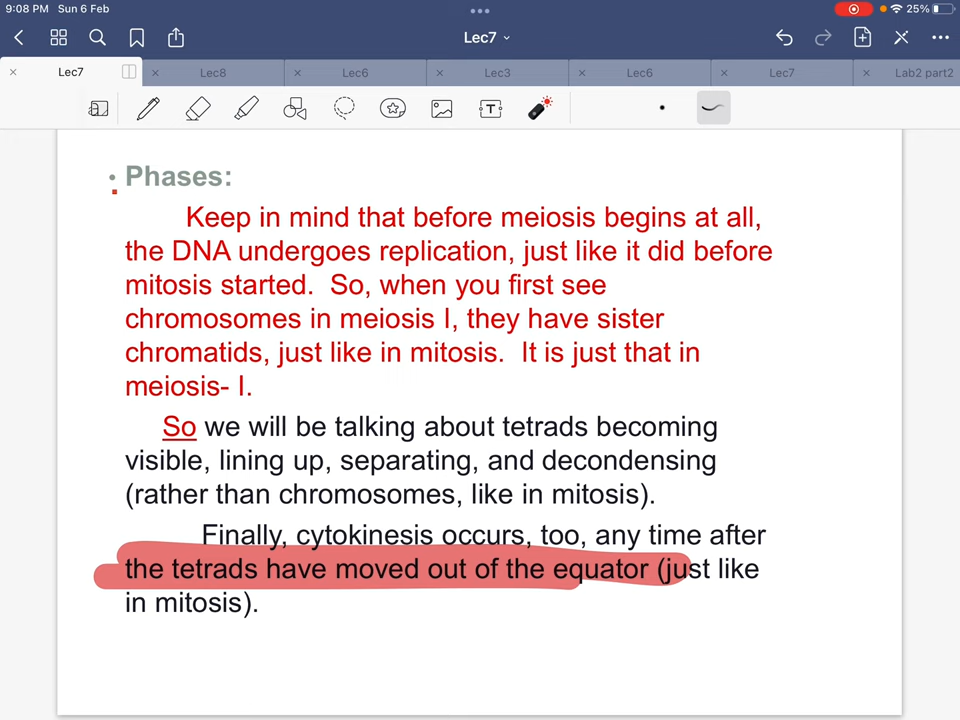 9:08 PM Sun 6 Feb
25%
Lec7
Lec7
Lec8
Lec6
Lec3
Lec6
Lec7
Lab2 part2
T
• Phases:
Keep in mind that before meiosis begins at all,
the DNA undergoes replication, just like it did before
mitosis started. So, when you first see
chromosomes in meiosis I, they have sister
chromatids, just like in mitosis. It is just that in
meiosis- I.
So we will be talking about tetrads becoming
visible, lining up, separating, and decondensing
(rather than chromosomes, like in mitosis).
Finally, cytokinesis occurs, too, any time after
the tetrads have moved out of the equator (just like
in mitosis).